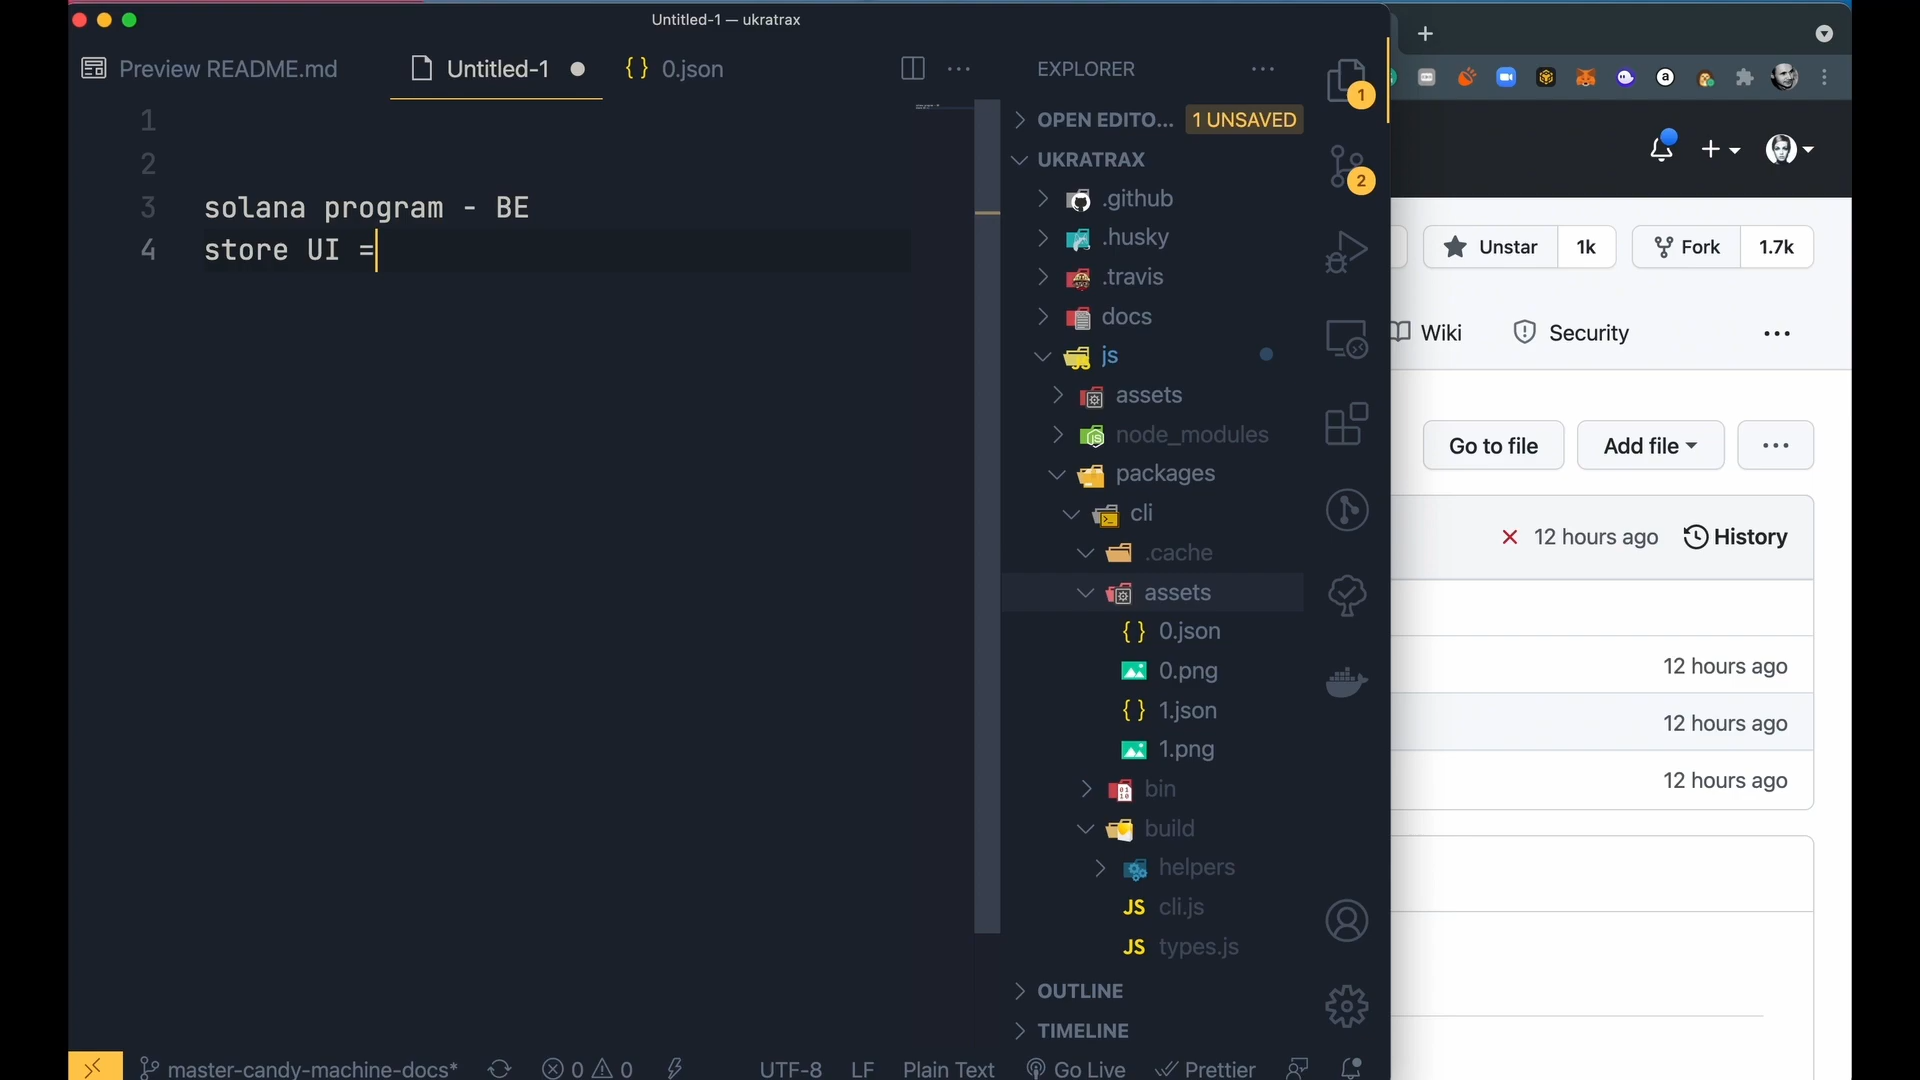 Untitled-1 — ukratrax
Preview README.md
Untitled-1
{ } 0.json
EXPLORER
1
2
3 solana program - BE
4 store UI =
OPEN EDITO... 1 UNSAVED
UKRATRAX
.github
.husky
.travis
docs
js
assets
node_modules
packages
cli
.cache
assets
{ } 0.json
0.png
{ } 1.json
1.png
bin
build
helpers
JS cli.js
JS types.js
OUTLINE
TIMELINE
1
2
master-candy-machine-docs*
0
0
UTF-8
LF
Plain Text
Go Live
Prettier
Unstar 1k
Fork 1.7k
Wiki
Security
Go to file
Add file
12 hours ago
History
12 hours ago
12 hours ago
12 hours ago